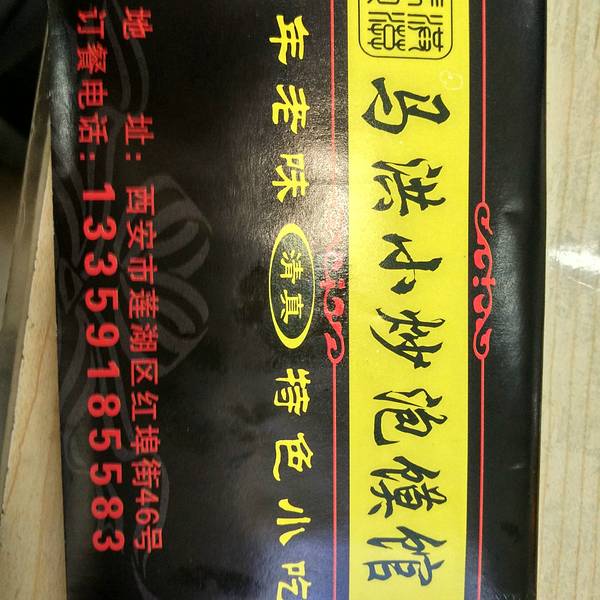 马洪小炒泡馍馆
年老味 清真 特色小吃
地 址：西安市莲湖区红埠街46号
订餐电话：13359185583